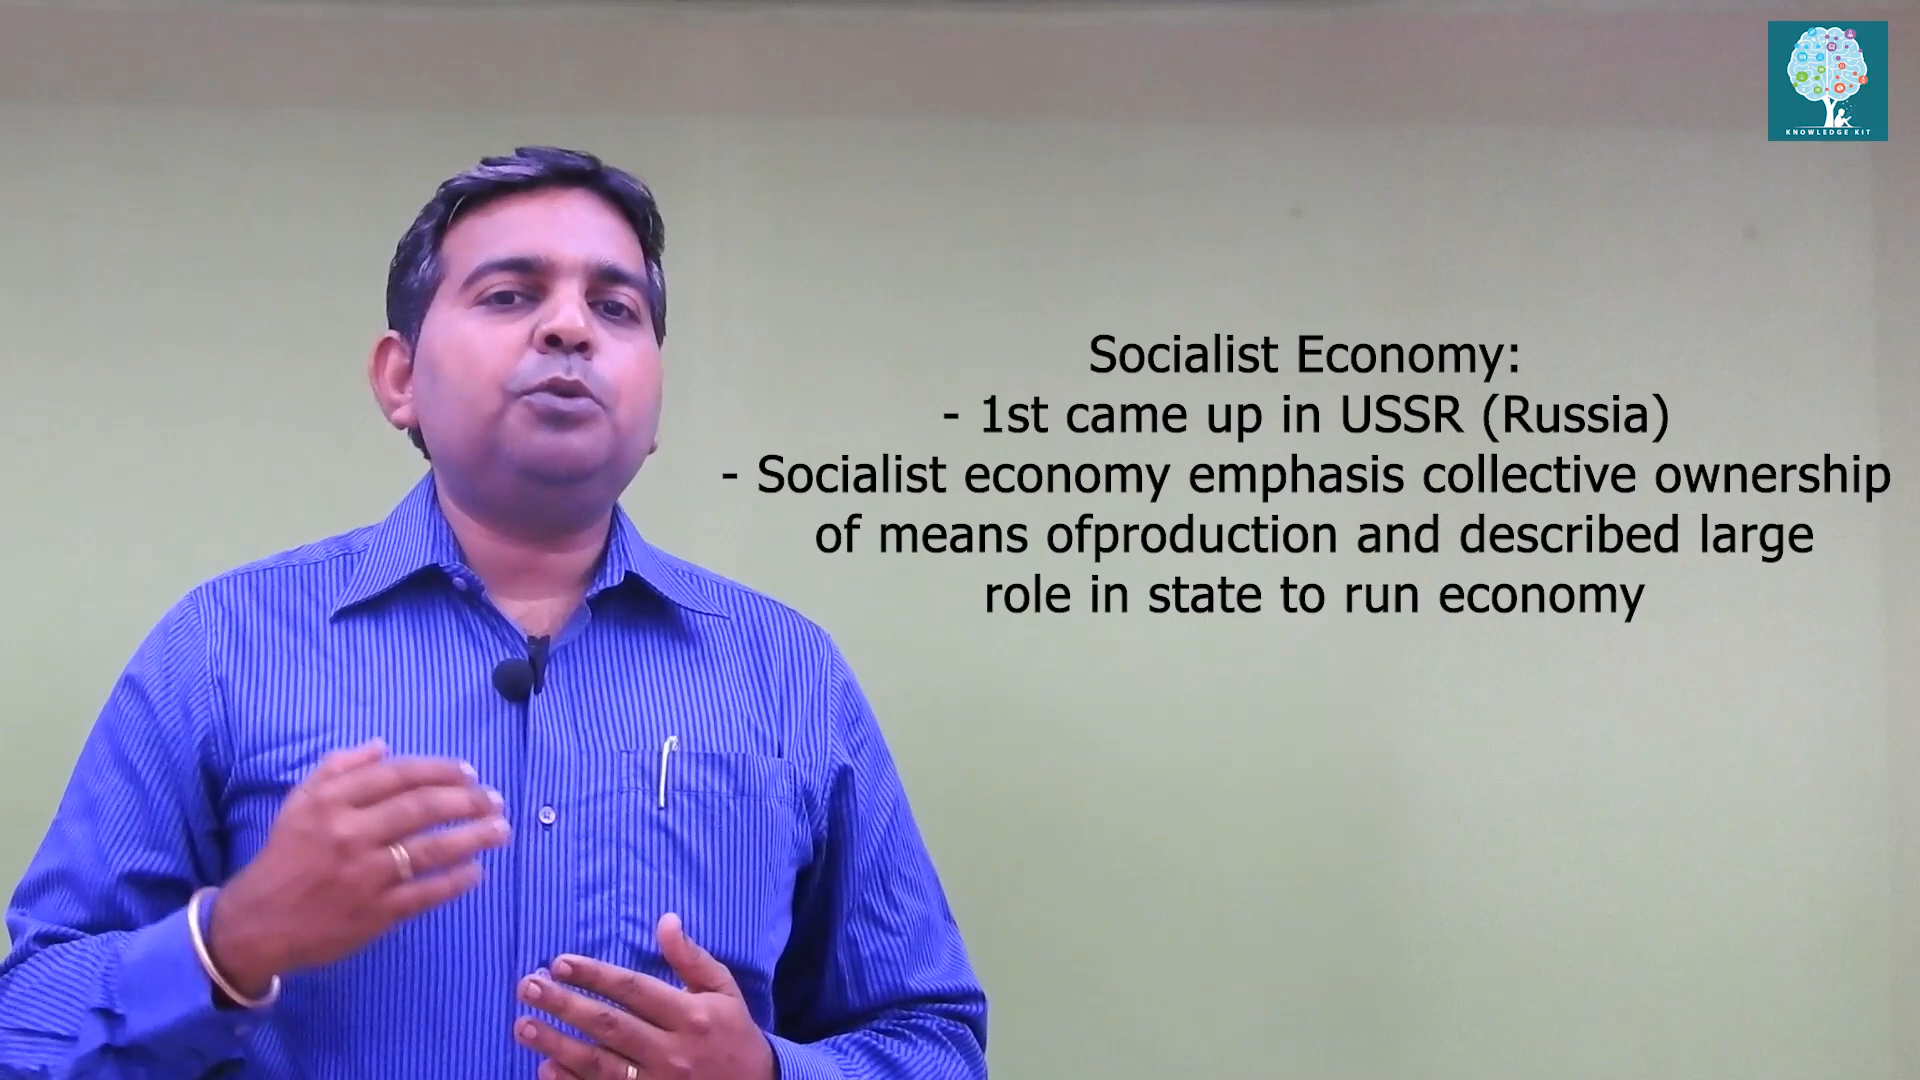 KNOWLEDGE KIT
Socialist Economy:
- 1st came up in USSR (Russia)
- Socialist economy emphasis collective ownership
of means ofproduction and described large
role in state to run economy